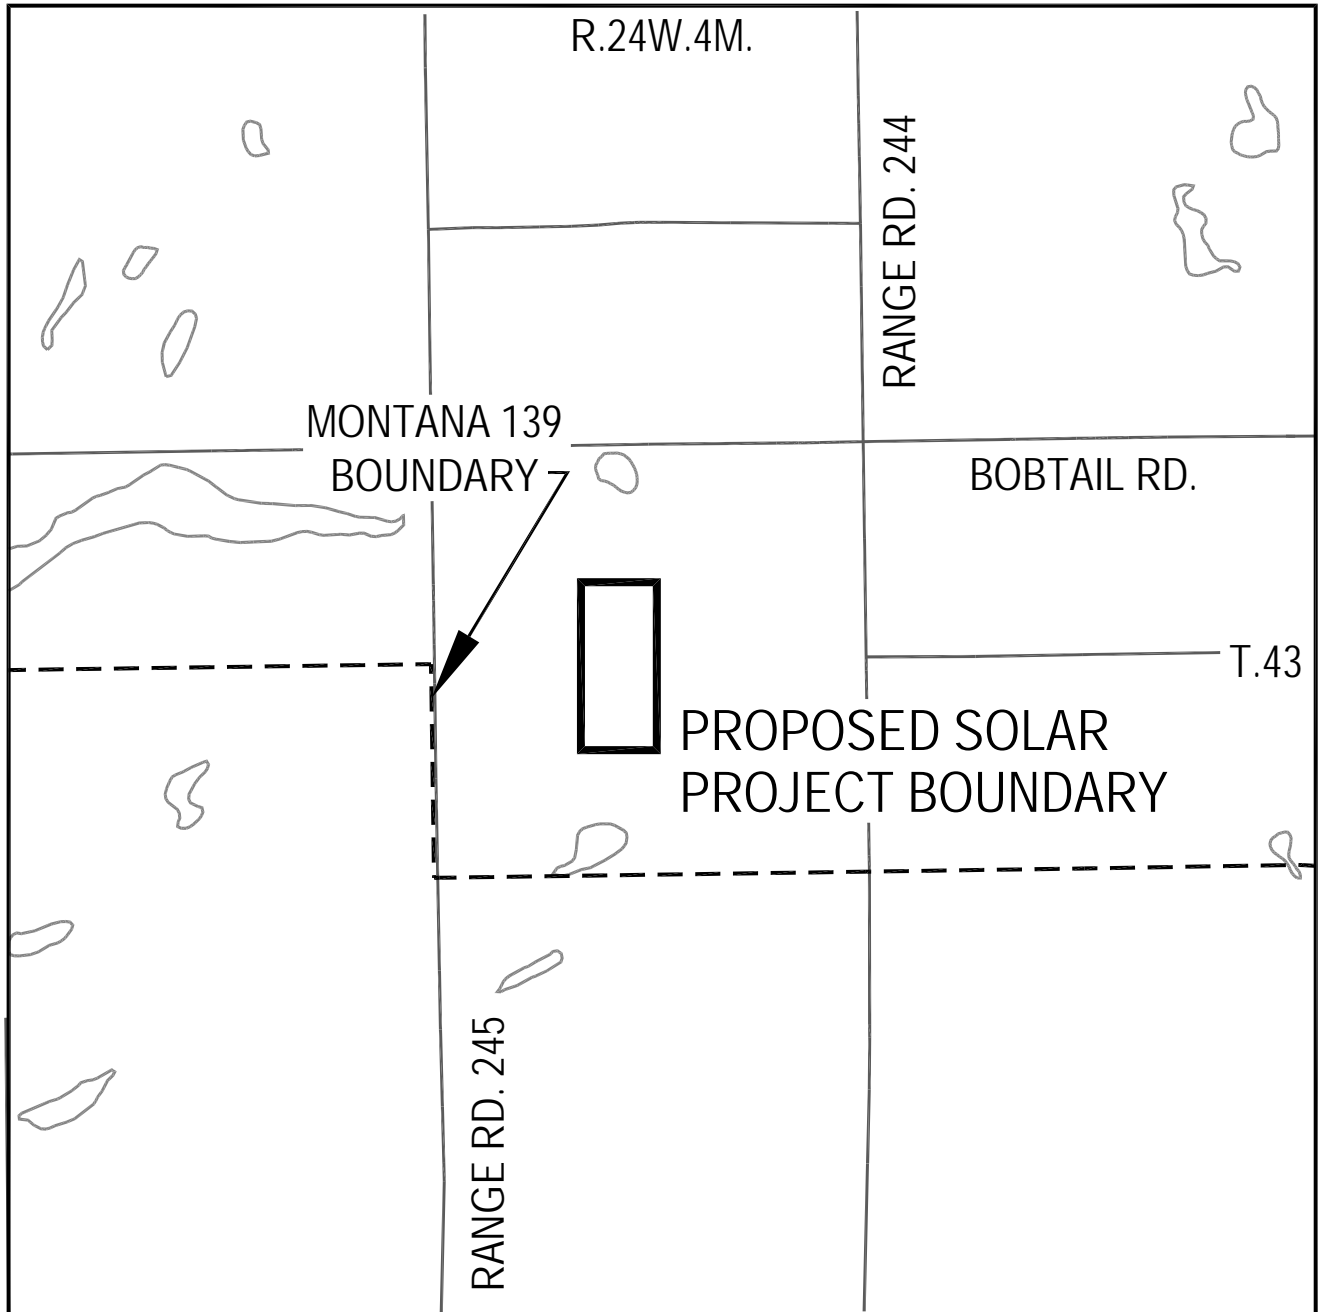 R.24W.4M.
RANGE RD. 244
MONTANA 139
BOUNDARY
BOBTAIL RD.
T.43
PROPOSED SOLAR
PROJECT BOUNDARY
RANGE RD. 245